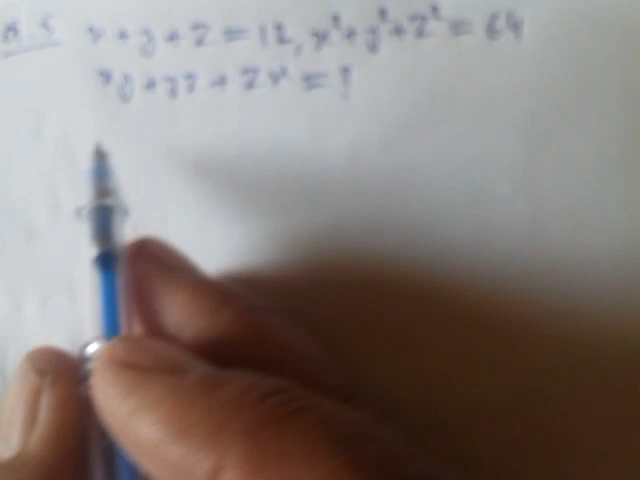 x + y + z = 12, x² + y² + z² = 64
xy + yz + zx = ?